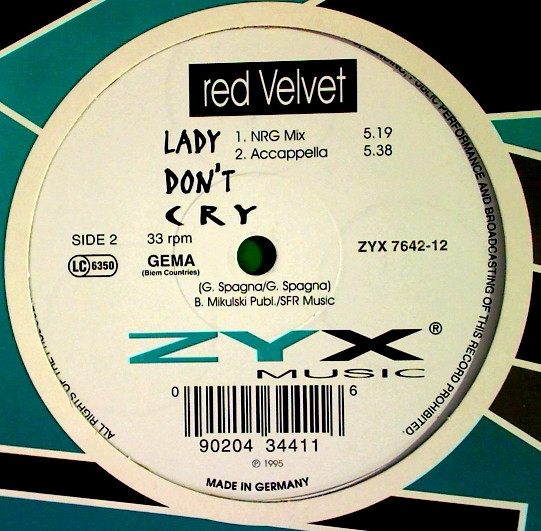 red Velvet
LADY
DON'T
CRY
1. NRG Mix 5.19
2. Accappella 5.38
SIDE 2 33 rpm
LC 6350
GEMA
(Biem Countries)
ZYX 7642-12
(G. Spagna/G. Spagna)
B. Mikulski Publ./SFR Music
ZYX®
MUSIC
0 90204 34411 6
℗ 1995
MADE IN GERMANY
ALL RIGHTS OF THE
PUBLIC PERFORMANCE AND BROADCASTING OF THIS RECORD PROHIBITED.